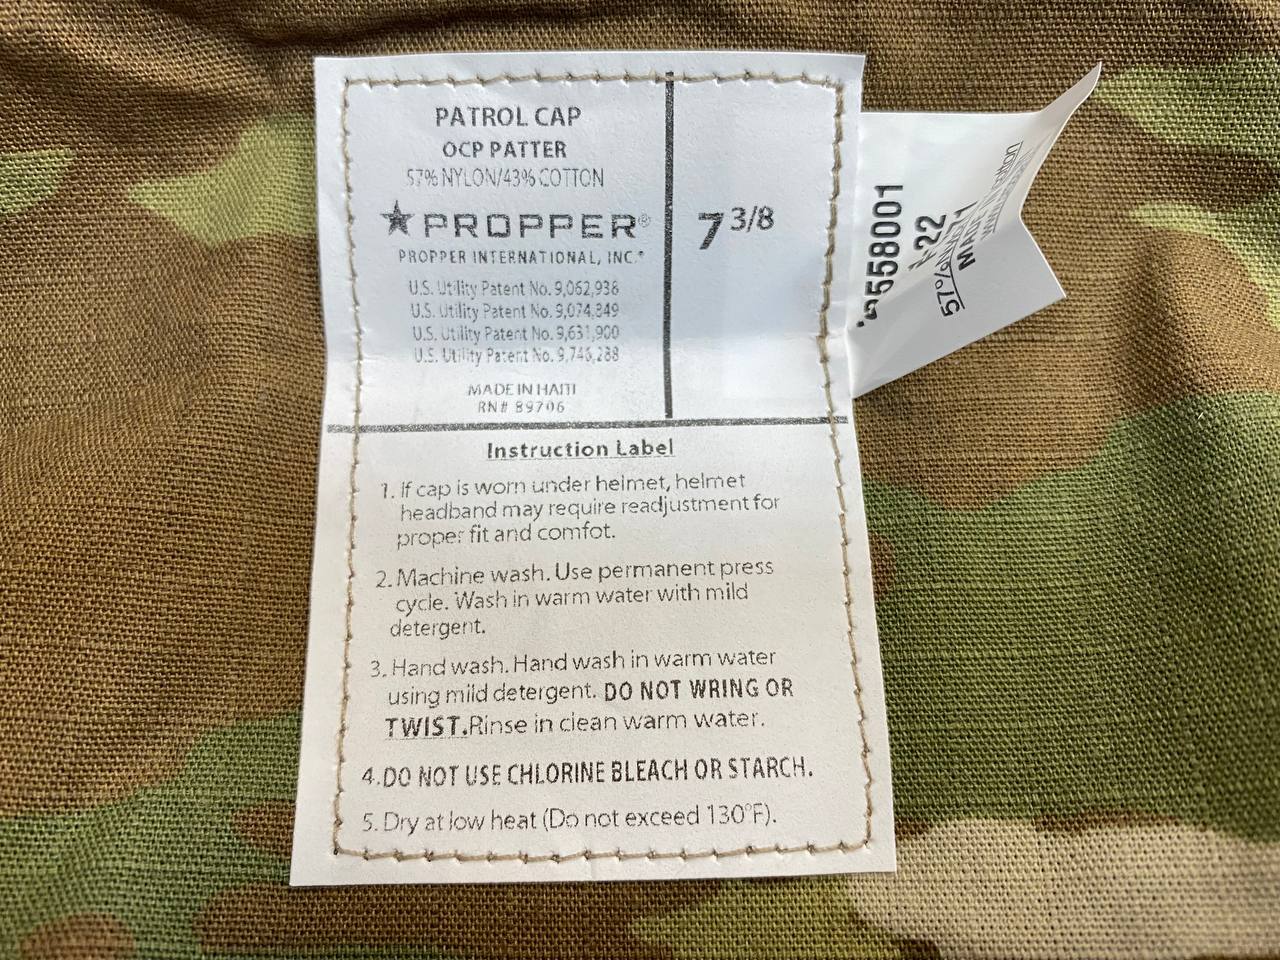 PATROL CAP
OCP PATTER
57% NYLON/43% COTTON
PROPPER®
PROPPER INTERNATIONAL, INC.®
U.S. Utility Patent No. 9,062,938
U.S. Utility Patent No. 9,074,849
U.S. Utility Patent No. 9,631,900
U.S. Utility Patent No. 9,746,288
MADE IN HAITI
RN# 89706
7 3/8
Instruction Label
1. If cap is worn under helmet, helmet
headband may require readjustment for
proper fit and comfot.
2. Machine wash. Use permanent press
cycle. Wash in warm water with mild
detergent.
3. Hand wash. Hand wash in warm water
using mild detergent. DO NOT WRING OR
TWIST. Rinse in clean warm water.
4. DO NOT USE CHLORINE BLEACH OR STARCH.
5. Dry at low heat (Do not exceed 130°F).
558001
22
57%
MADE